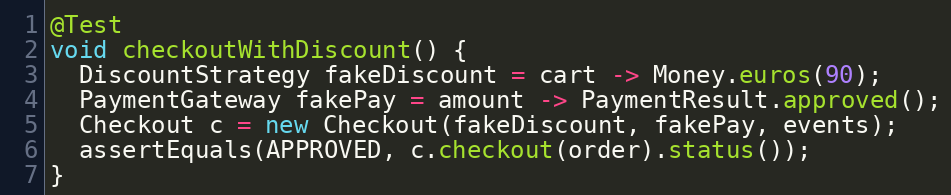 1 @Test
2 void checkoutWithDiscount() {
3   DiscountStrategy fakeDiscount = cart -> Money.euros(90);
4   PaymentGateway fakePay = amount -> PaymentResult.approved();
5   Checkout c = new Checkout(fakeDiscount, fakePay, events);
6   assertEquals(APPROVED, c.checkout(order).status());
7 }